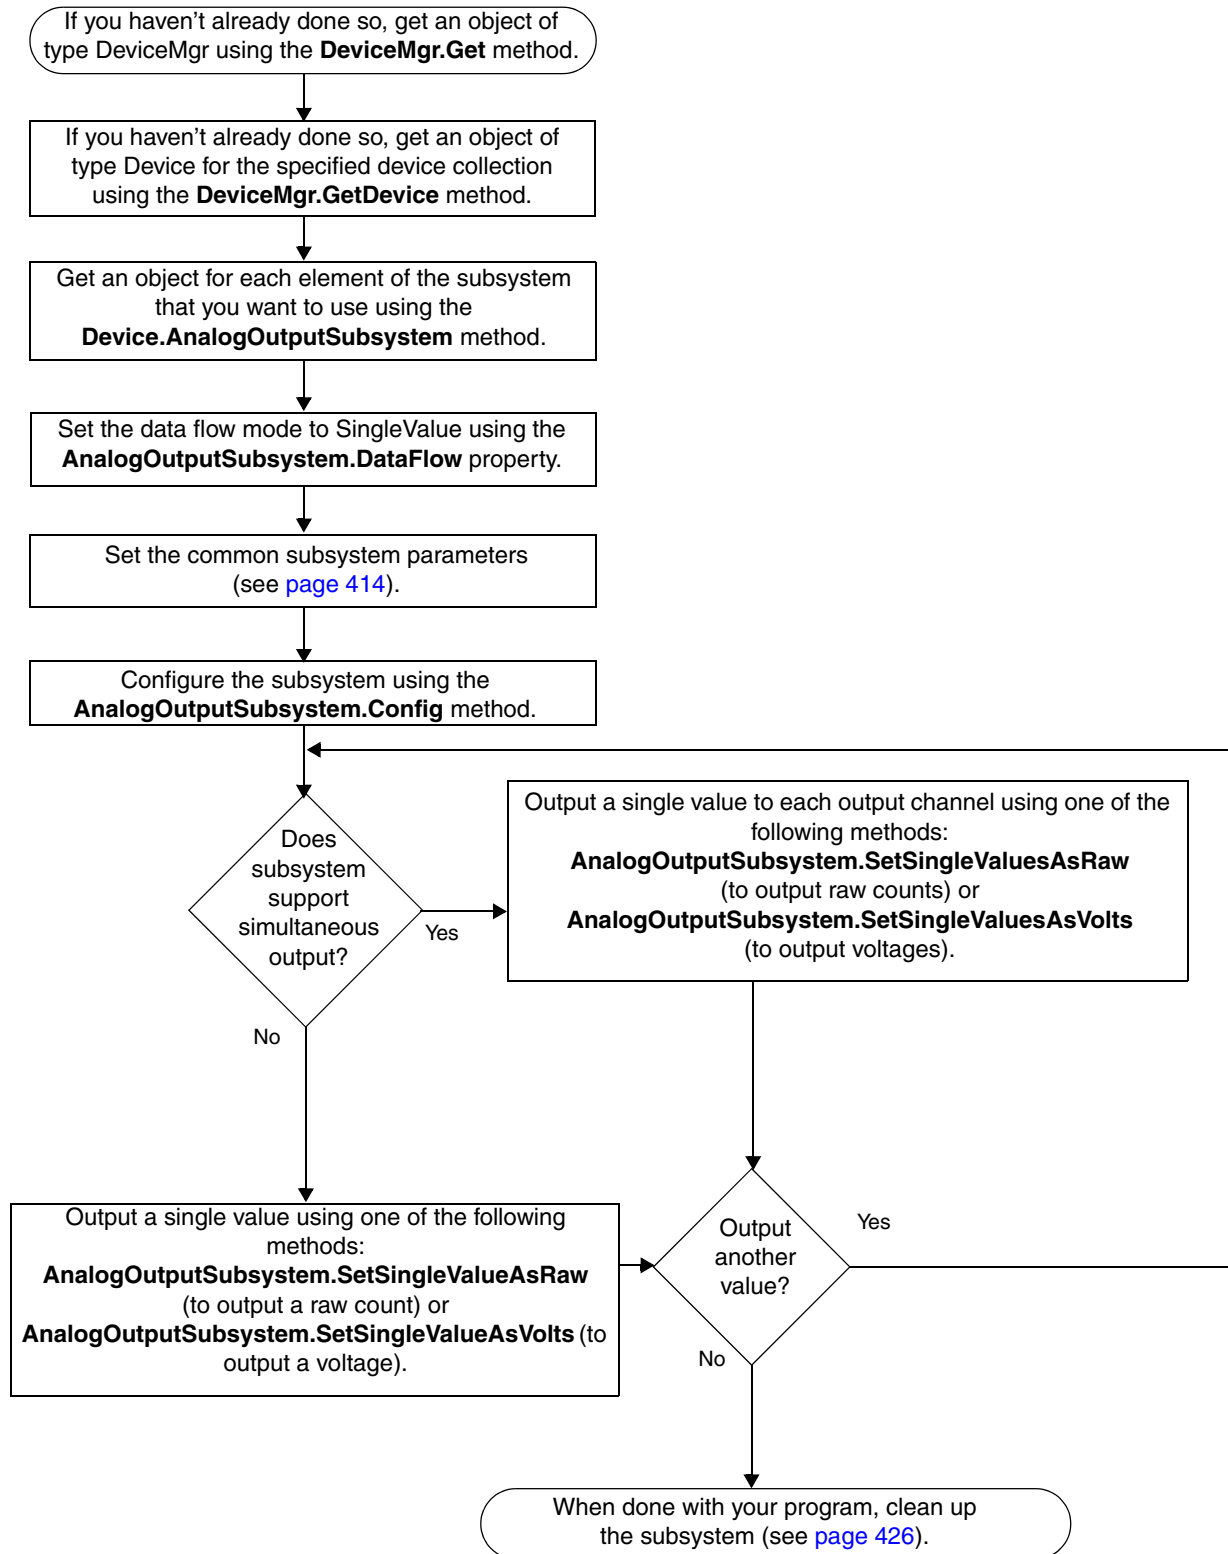 If you haven’t already done so, get an object of
type DeviceMgr using the DeviceMgr.Get method.
If you haven’t already done so, get an object of
type Device for the specified device collection
using the DeviceMgr.GetDevice method.
Get an object for each element of the subsystem
that you want to use using the
Device.AnalogOutputSubsystem method.
Set the data flow mode to SingleValue using the
AnalogOutputSubsystem.DataFlow property.
Set the common subsystem parameters
(see page 414).
Configure the subsystem using the
AnalogOutputSubsystem.Config method.
Does
subsystem
support
simultaneous
output?
Yes
No
Output a single value to each output channel using one of the
following methods:
AnalogOutputSubsystem.SetSingleValuesAsRaw
(to output raw counts) or
AnalogOutputSubsystem.SetSingleValuesAsVolts
(to output voltages).
Output a single value using one of the following
methods:
AnalogOutputSubsystem.SetSingleValueAsRaw
(to output a raw count) or
AnalogOutputSubsystem.SetSingleValueAsVolts (to
output a voltage).
Output
another
value?
Yes
No
When done with your program, clean up
the subsystem (see page 426).